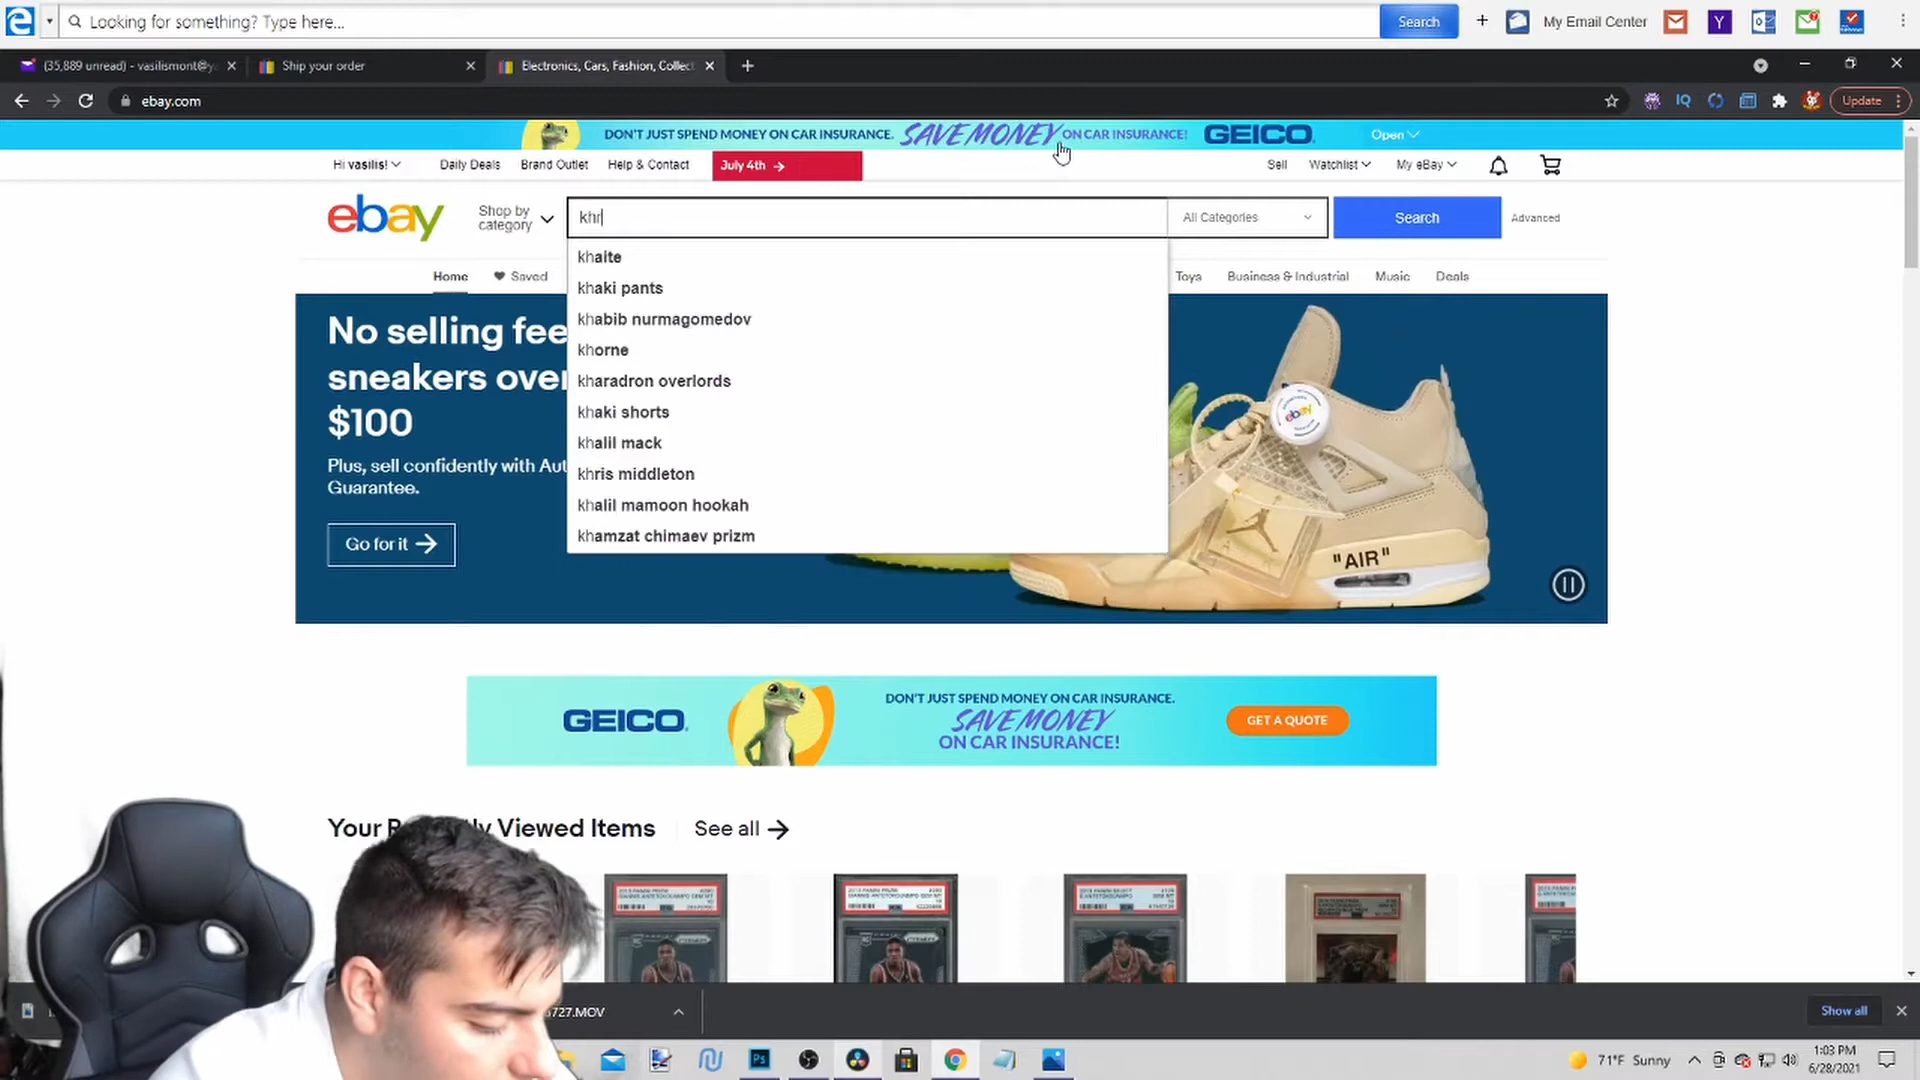 Looking for something? Type here...
Search
My Email Center
(35,889 unread) - vasilismont@y
Ship your order
Electronics, Cars, Fashion, Collect
ebay.com
Update
DON'T JUST SPEND MONEY ON CAR INSURANCE. SAVE MONEY ON CAR INSURANCE! GEICO.
Open
Hi vasilis!
Daily Deals
Brand Outlet
Help & Contact
July 4th
Sell
Watchlist
My eBay
ebay
Shop by category
khr
All Categories
Search
Advanced
khaite
khaki pants
khabib nurmagomedov
khorne
kharadron overlords
khaki shorts
khalil mack
khris middleton
khalil mamoon hookah
khamzat chimaev prizm
Home
Saved
Toys
Business & Industrial
Music
Deals
No selling fee
sneakers over
$100
Plus, sell confidently with Aut
Guarantee.
Go for it
ebay
"AIR"
GEICO.
DON'T JUST SPEND MONEY ON CAR INSURANCE.
SAVE MONEY
ON CAR INSURANCE!
GET A QUOTE
Your R
y Viewed Items
See all
727.MOV
Show all
71°F Sunny
1:03 PM
6/28/2021